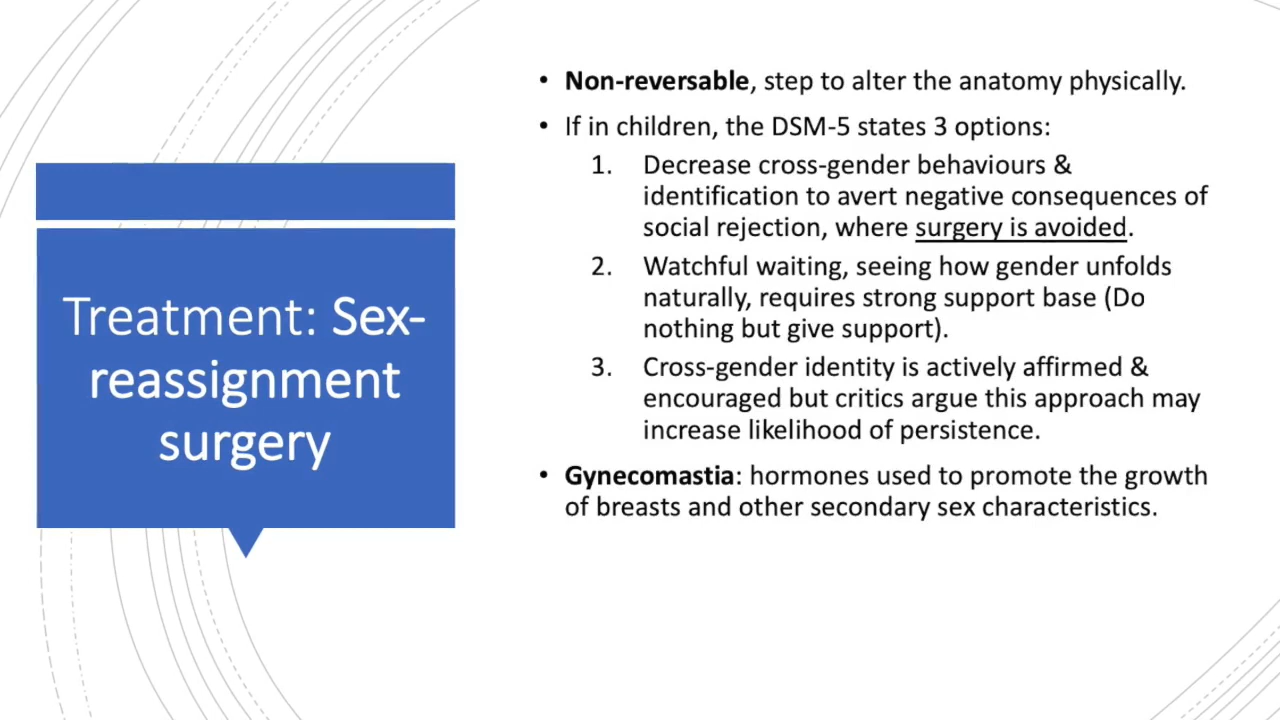 Treatment: Sex-
reassignment
surgery
• Non-reversable, step to alter the anatomy physically.
• If in children, the DSM-5 states 3 options:
1. Decrease cross-gender behaviours &
identification to avert negative consequences of
social rejection, where surgery is avoided.
2. Watchful waiting, seeing how gender unfolds
naturally, requires strong support base (Do
nothing but give support).
3. Cross-gender identity is actively affirmed &
encouraged but critics argue this approach may
increase likelihood of persistence.
• Gynecomastia: hormones used to promote the growth
of breasts and other secondary sex characteristics.